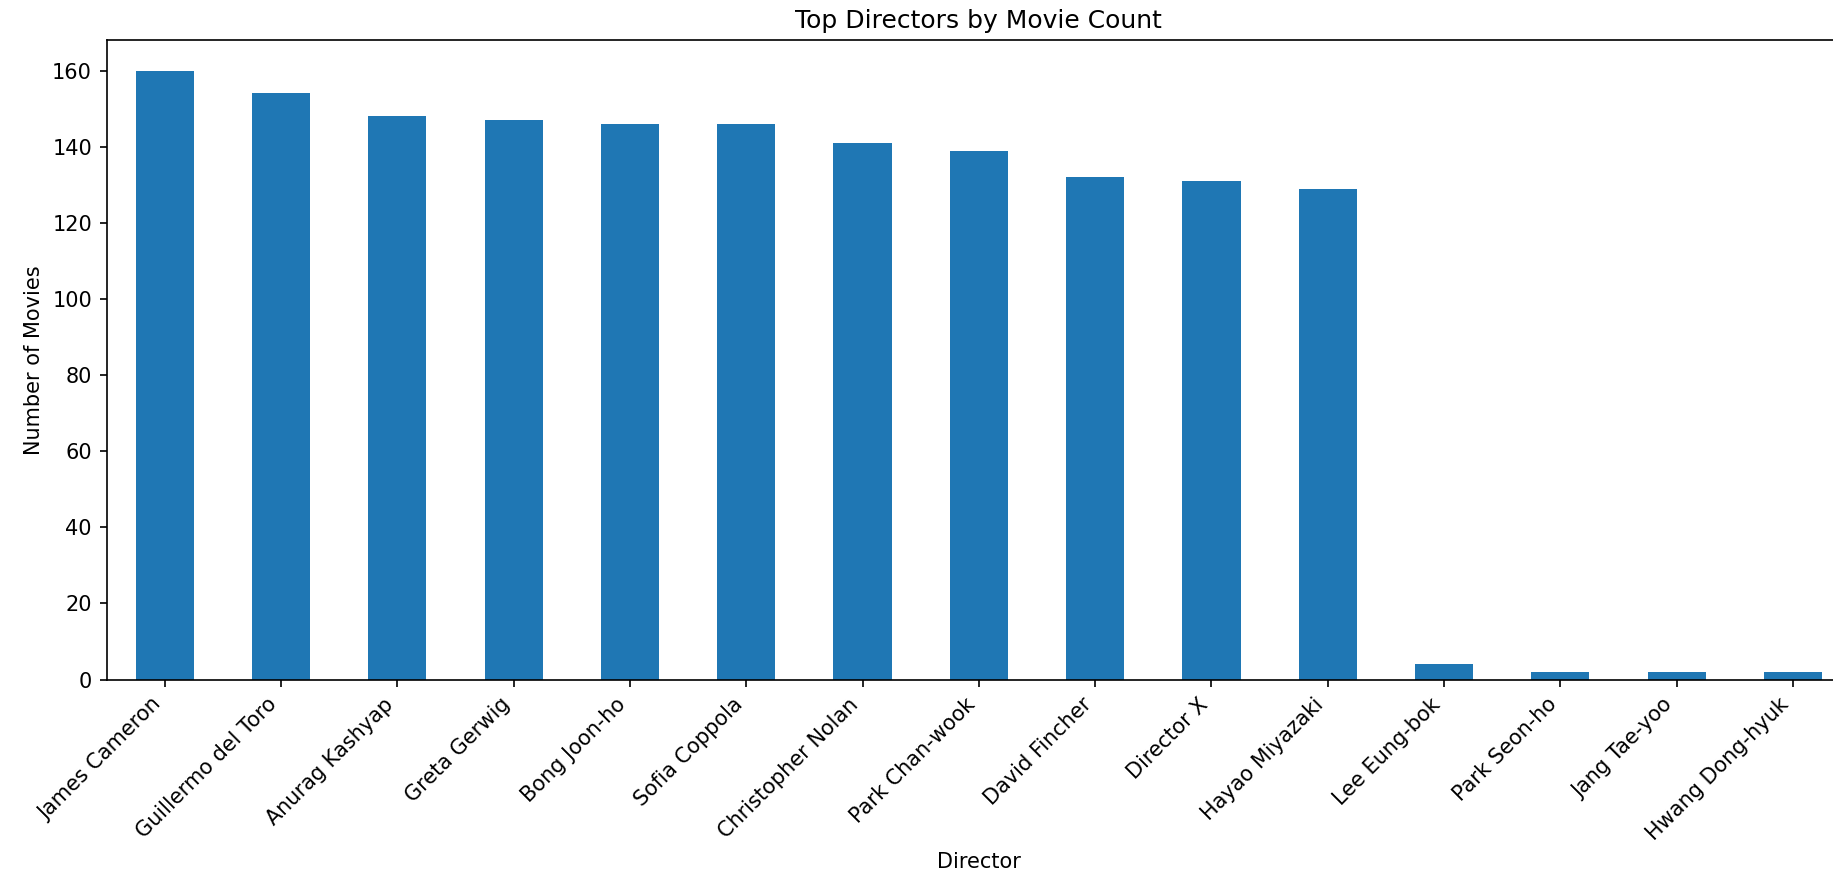 Top Directors by Movie Count
Number of Movies
160
140
120
100
80
60
40
20
0
James Cameron
Guillermo del Toro
Anurag Kashyap
Greta Gerwig
Bong Joon-ho
Sofia Coppola
Christopher Nolan
Park Chan-wook
David Fincher
Director X
Hayao Miyazaki
Lee Eung-bok
Park Seon-ho
Jang Tae-yoo
Hwang Dong-hyuk
Director